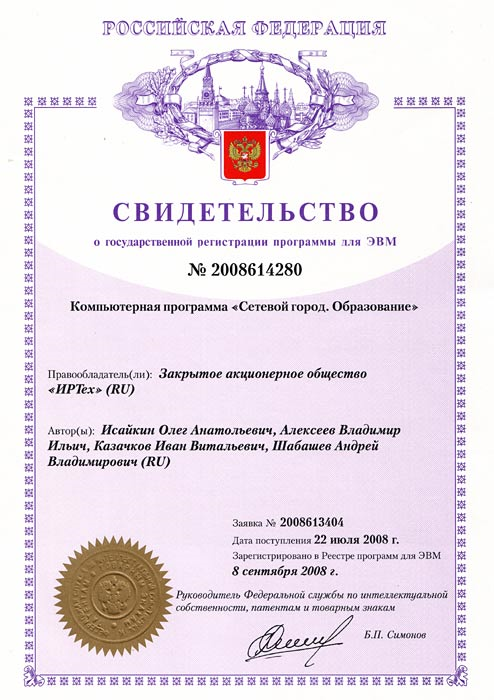 РОССИЙСКАЯ ФЕДЕРАЦИЯ
СВИДЕТЕЛЬСТВО
о государственной регистрации программы для ЭВМ
№ 2008614280
Компьютерная программа «Сетевой город. Образование»
Правообладатель(ли): Закрытое акционерное общество
«ИРТех» (RU)
Автор(ы): Исайкин Олег Анатольевич, Алексеев Владимир
Ильич, Казачков Иван Витальевич, Шабашев Андрей
Владимирович (RU)
Заявка № 2008613404
Дата поступления 22 июля 2008 г.
Зарегистрировано в Реестре программ для ЭВМ
8 сентября 2008 г.
Руководитель Федеральной службы по интеллектуальной
собственности, патентам и товарным знакам
Б.П. Симонов